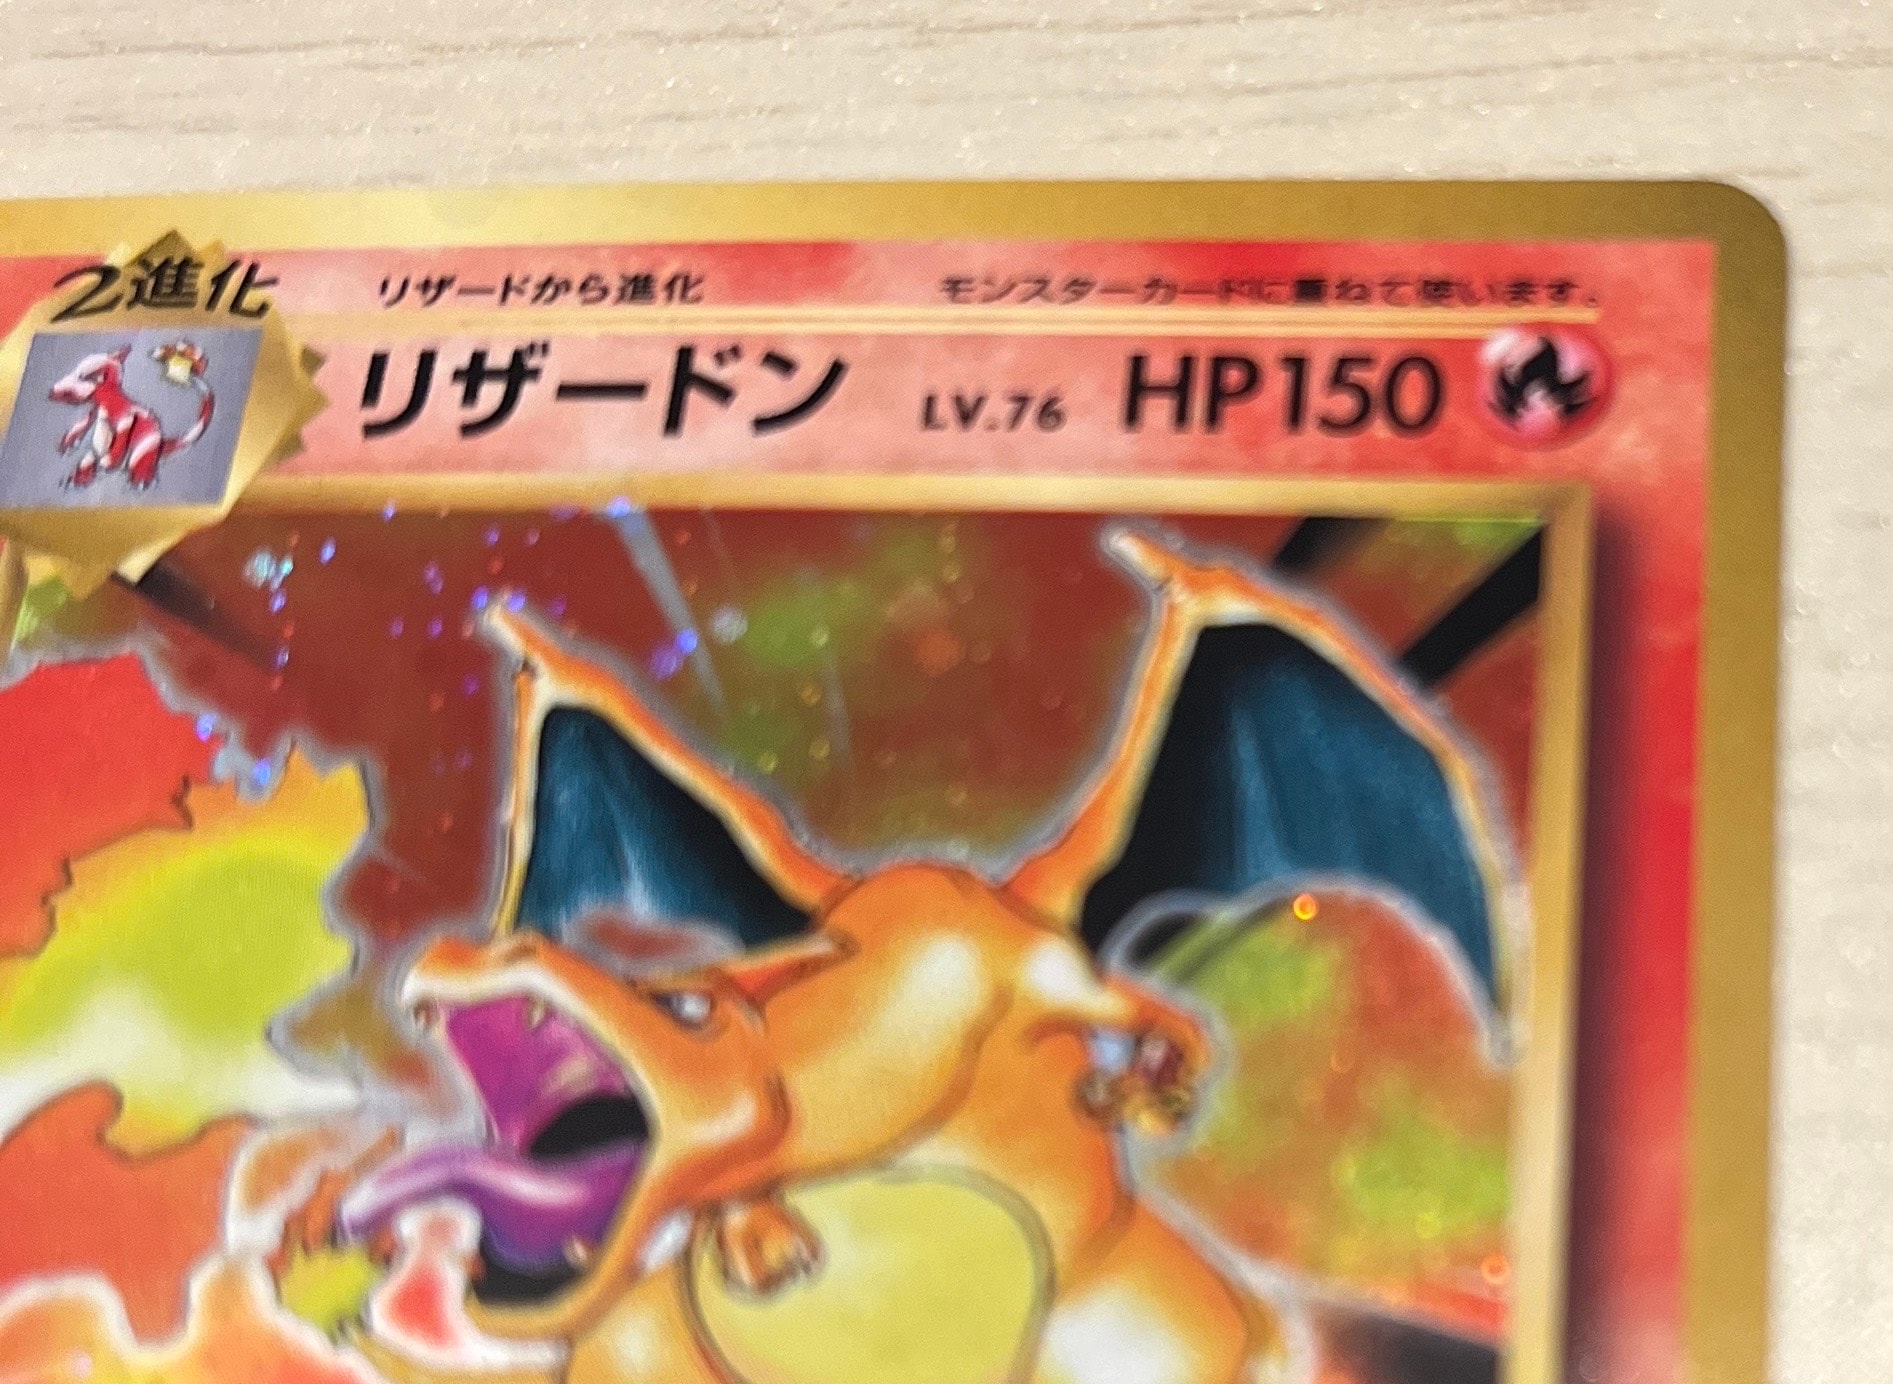 2進化
リザードから進化
モンスターカードに重ねて使います。
リザードン LV.76 HP150